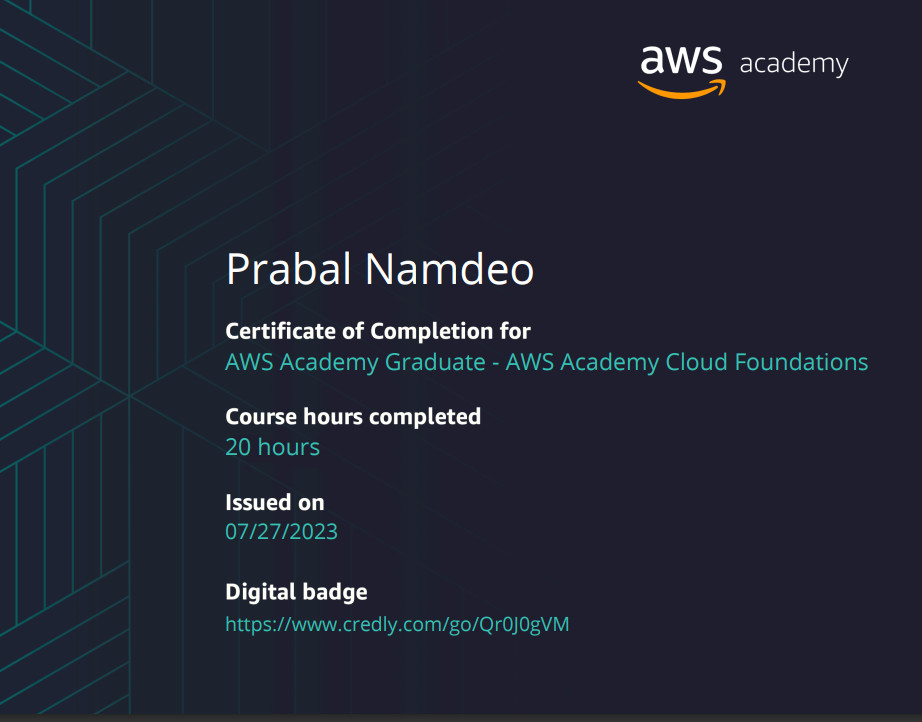 aws academy
Prabal Namdeo
Certificate of Completion for
AWS Academy Graduate - AWS Academy Cloud Foundations
Course hours completed
20 hours
Issued on
07/27/2023
Digital badge
https://www.credly.com/go/Qr0J0gVM